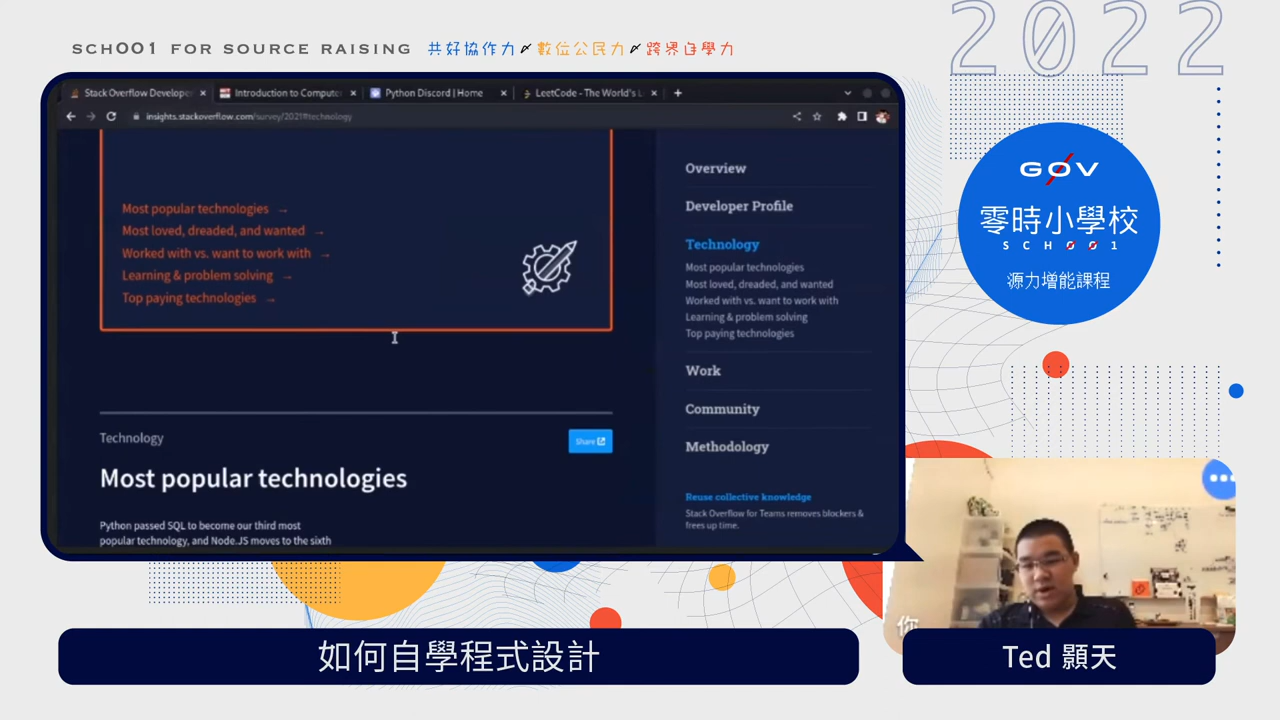 SCH001 FOR SOURCE RAISING 共好協作力 數位公民力 跨界自學力
2022
Stack Overflow Develope
Introduction to Compute
Python Discord | Home
LeetCode - The World's L
insights.stackoverflow.com/survey/2021#technology
Most popular technologies →
Most loved, dreaded, and wanted →
Worked with vs. want to work with →
Learning & problem solving →
Top paying technologies →
Technology
Share
Most popular technologies
Python passed SQL to become our third most
popular technology, and Node.JS moves to the sixth
Overview
Developer Profile
Technology
Most popular technologies
Most loved, dreaded, and wanted
Worked with vs. want to work with
Learning & problem solving
Top paying technologies
Work
Community
Methodology
Reuse collective knowledge
Stack Overflow for Teams removes blockers &
frees up time.
G0V
零時小學校
SCH001
源力增能課程
你
如何自學程式設計
Ted 顥天